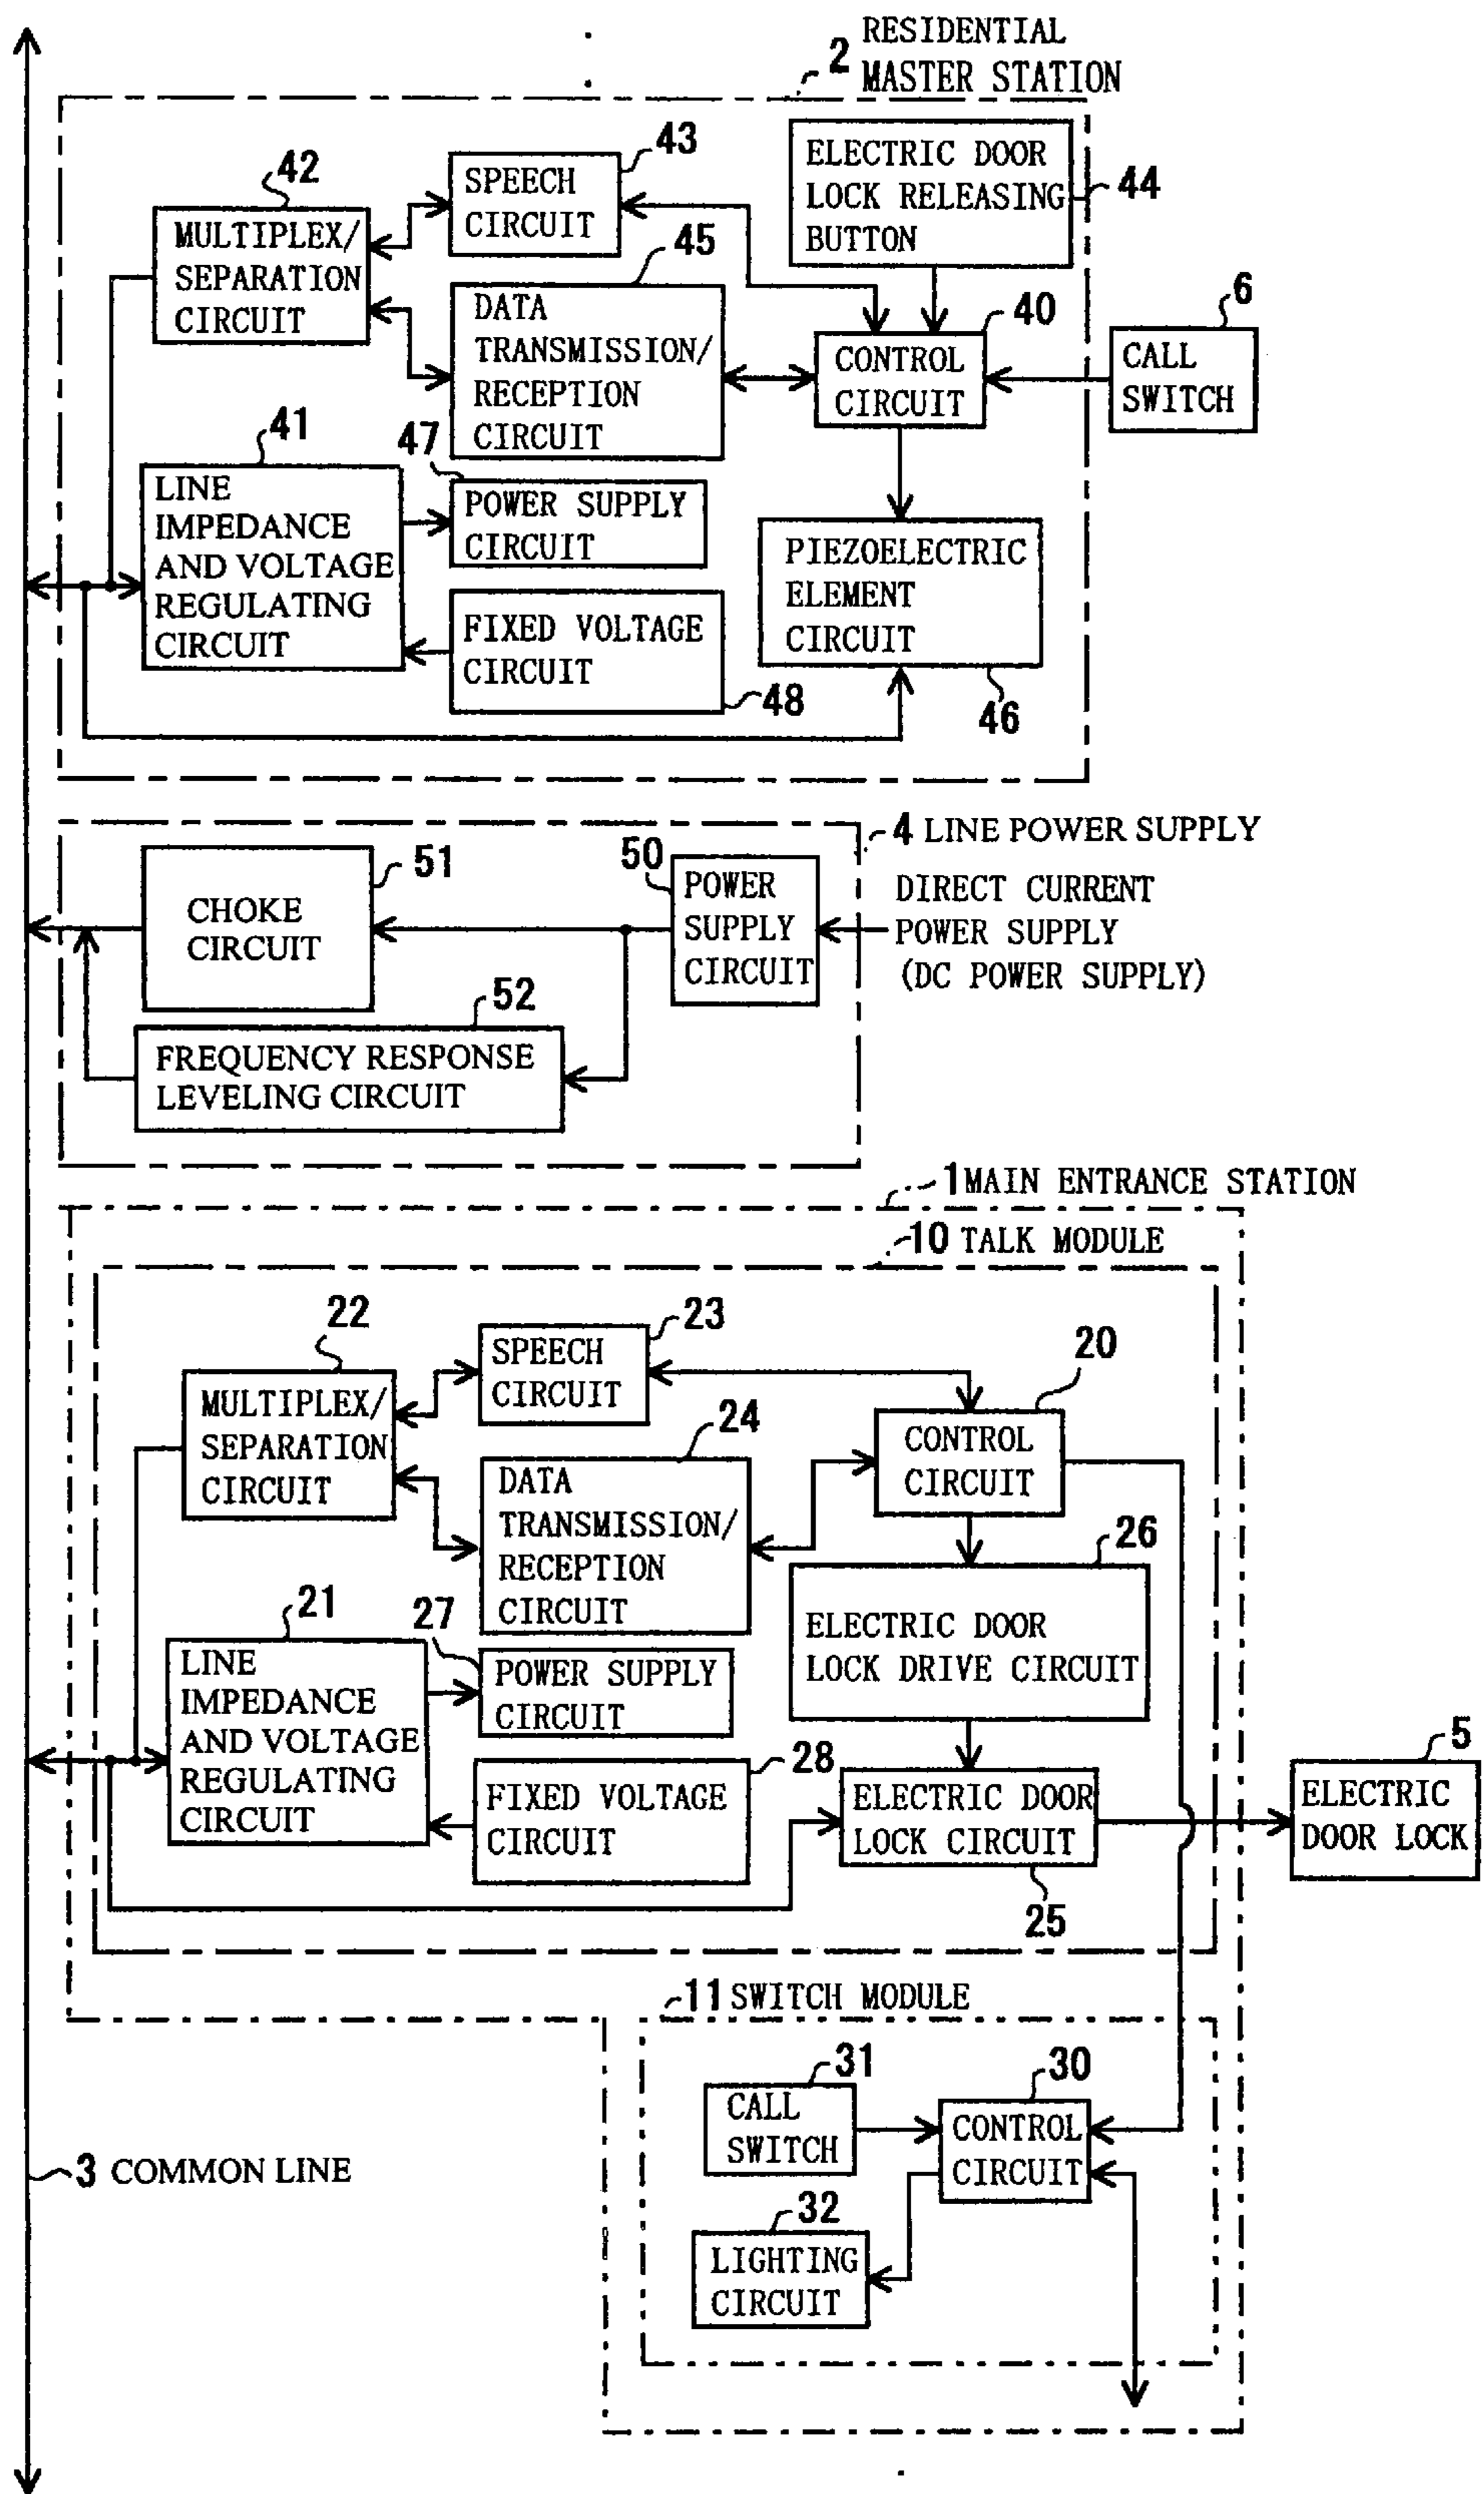 2 RESIDENTIAL
MASTER STATION
42
43
SPEECH
CIRCUIT
ELECTRIC DOOR
LOCK RELEASING
BUTTON
44
MULTIPLEX/
SEPARATION
CIRCUIT
45
DATA
TRANSMISSION/
RECEPTION
CIRCUIT
40
CONTROL
CIRCUIT
6
CALL
SWITCH
41
LINE
IMPEDANCE
AND VOLTAGE
REGULATING
CIRCUIT
47
POWER SUPPLY
CIRCUIT
PIEZOELECTRIC
ELEMENT
CIRCUIT
46
FIXED VOLTAGE
CIRCUIT
48
4 LINE POWER SUPPLY
51
CHOKE
CIRCUIT
50
POWER
SUPPLY
CIRCUIT
DIRECT CURRENT
POWER SUPPLY
(DC POWER SUPPLY)
52
FREQUENCY RESPONSE
LEVELING CIRCUIT
1 MAIN ENTRANCE STATION
10 TALK MODULE
22
MULTIPLEX/
SEPARATION
CIRCUIT
23
SPEECH
CIRCUIT
20
CONTROL
CIRCUIT
24
DATA
TRANSMISSION/
RECEPTION
CIRCUIT
26
ELECTRIC DOOR
LOCK DRIVE CIRCUIT
21
LINE
IMPEDANCE
AND VOLTAGE
REGULATING
CIRCUIT
27
POWER SUPPLY
CIRCUIT
28
FIXED VOLTAGE
CIRCUIT
ELECTRIC DOOR
LOCK CIRCUIT
25
5
ELECTRIC
DOOR LOCK
11 SWITCH MODULE
31
CALL
SWITCH
30
CONTROL
CIRCUIT
32
LIGHTING
CIRCUIT
3 COMMON LINE